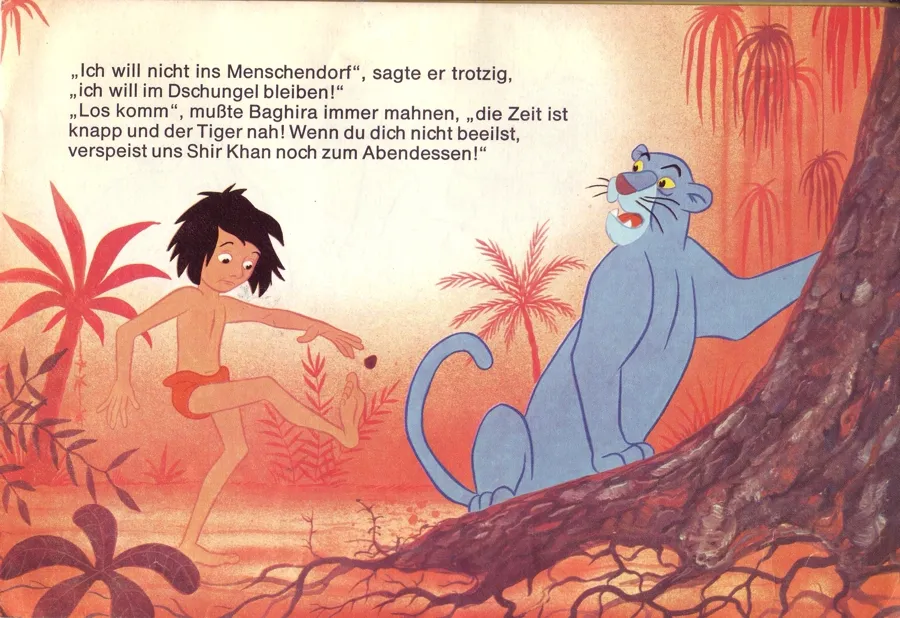 „Ich will nicht ins Menschendorf“, sagte er trotzig,
„ich will im Dschungel bleiben!“
„Los komm“, mußte Baghira immer mahnen, „die Zeit ist
knapp und der Tiger nah! Wenn du dich nicht beeilst,
verspeist uns Shir Khan noch zum Abendessen!“